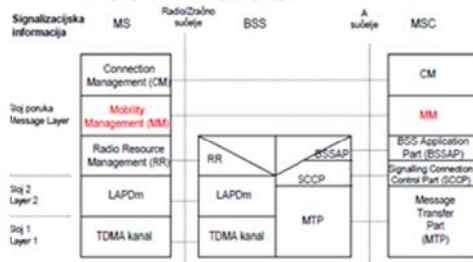 Signalizacijska
informacija
MS
Radio/Zračno
sučelje
BSS
A
sučelje
MSC
Connection
Management (CM)
CM
Sloj poruka
Message Layer
Mobility
Management (MM)
MM
Radio Resource
Management (RR)
RR
BSSAP
BSS Application
Part (BSSAP)
SCCP
Signalling Connection
Control Part (SCCP)
Sloj 2
Layer 2
LAPDm
LAPDm
MTP
Message
Transfer
Part
(MTP)
Sloj 1
Layer 1
TDMA kanal
TDMA kanal